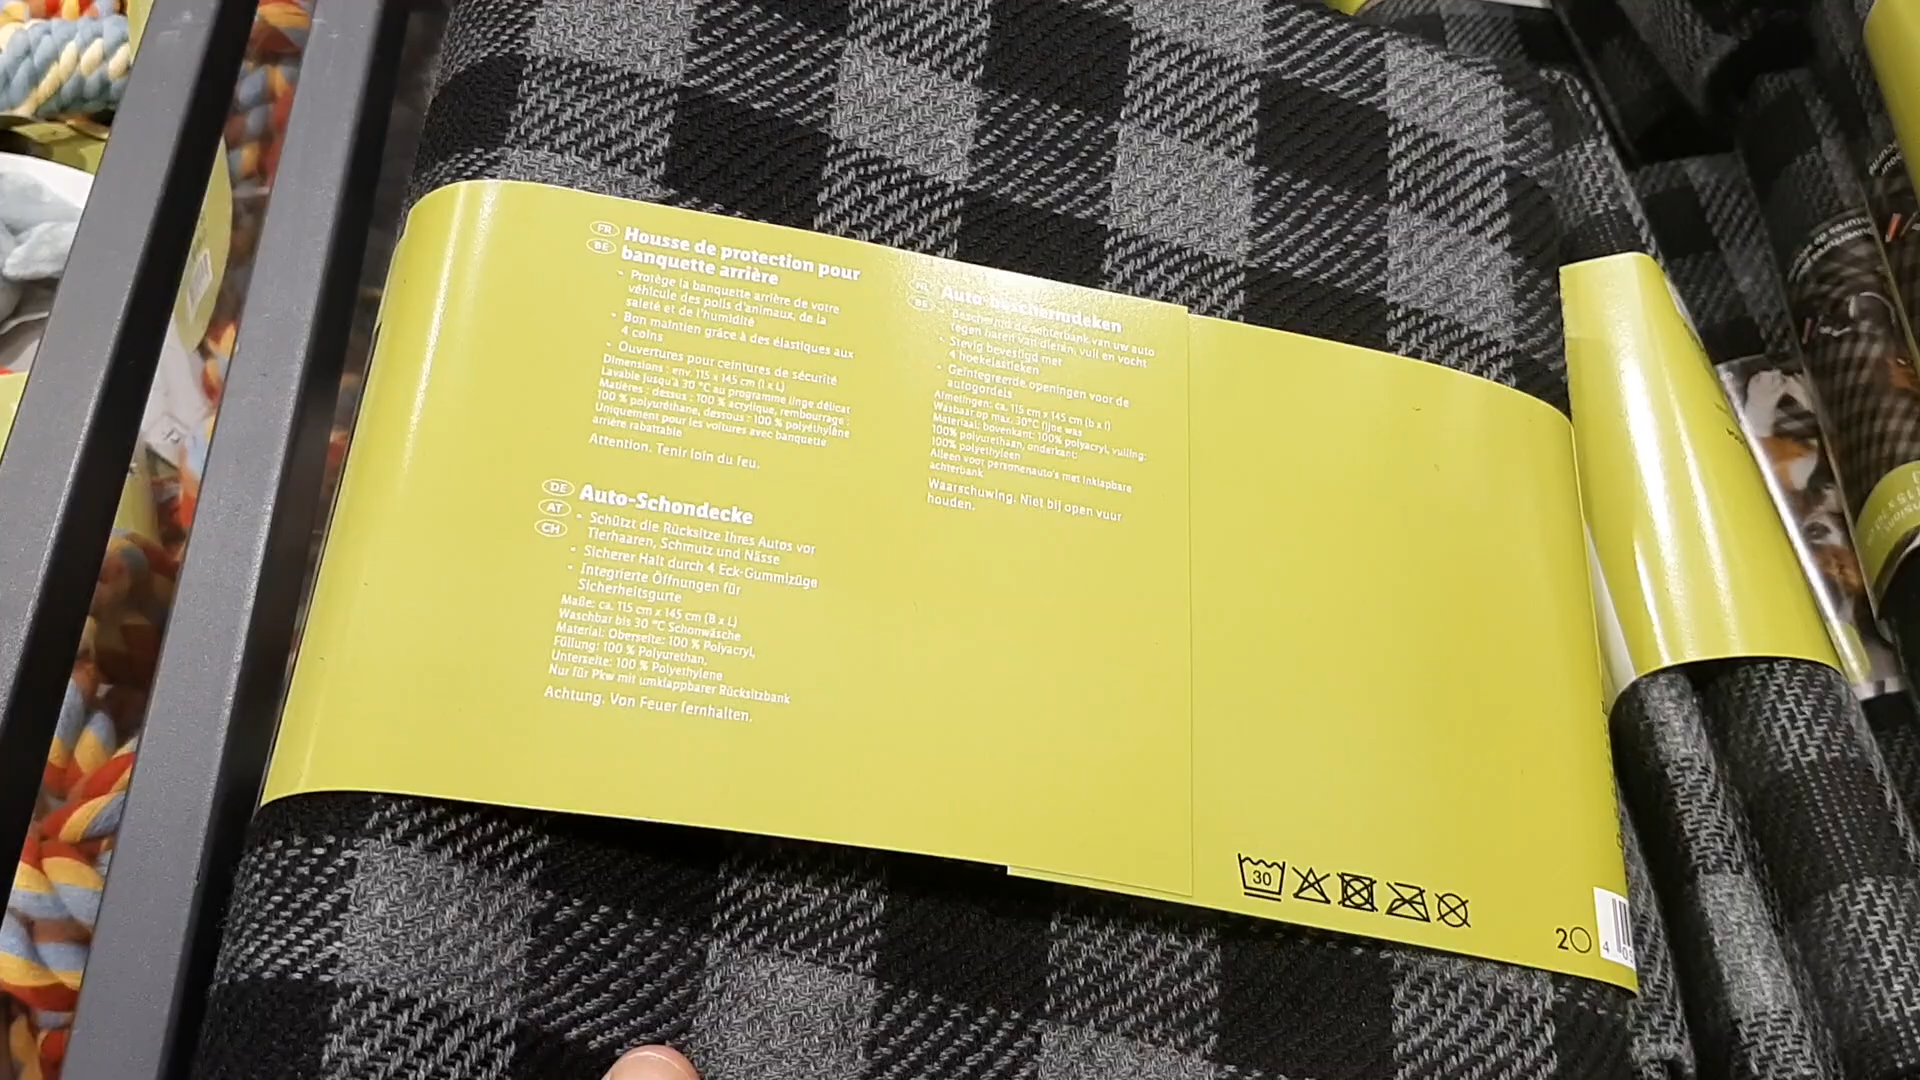 FR
BE
Housse de protection pour
banquette arrière
- Protège la banquette arrière de votre
véhicule des poils d'animaux, de la
saleté et de l'humidité
- Bon maintien grâce à des élastiques aux
4 coins
- Ouvertures pour ceintures de sécurité
Dimensions : env. 115 x 145 cm (l x L)
Lavable jusqu'à 30 °C au programme linge délicat
Matières : dessus : 100 % acrylique, rembourrage :
100 % polyuréthane, dessous : 100 % polyéthylène
Uniquement pour les voitures avec banquette
arrière rabattable
Attention. Tenir loin du feu.
DE
AT
CH
Auto-Schondecke
- Schützt die Rücksitze Ihres Autos vor
Tierhaaren, Schmutz und Nässe
- Sicherer Halt durch 4 Eck-Gummizüge
- Integrierte Öffnungen für
Sicherheitsgurte
Maße: ca. 115 cm x 145 cm (B x L)
Waschbar bis 30 °C Schonwäsche
Material: Oberseite: 100 % Polyacryl,
Füllung: 100 % Polyurethan,
Unterseite: 100 % Polyethylene
Nur für Pkw mit umklappbarer Rücksitzbank
Achtung. Von Feuer fernhalten.
NL
BE
Auto-beschermdeken
- Beschermt de achterbank van uw auto
tegen haren van dieren, vuil en vocht
- Stevig bevestigd met
4 hoekelastieken
- Geïntegreerde openingen voor de
autogordels
Afmetingen: ca. 115 cm x 145 cm (b x l)
Wasbaar op max. 30°C fijne was
Materiaal: bovenkant: 100% polyacryl, vulling:
100% polyurethaan, onderkant:
100% polyethyleen
Alleen voor personenauto's met inklapbare
achterbank
Waarschuwing. Niet bij open vuur
houden.
30
2
4